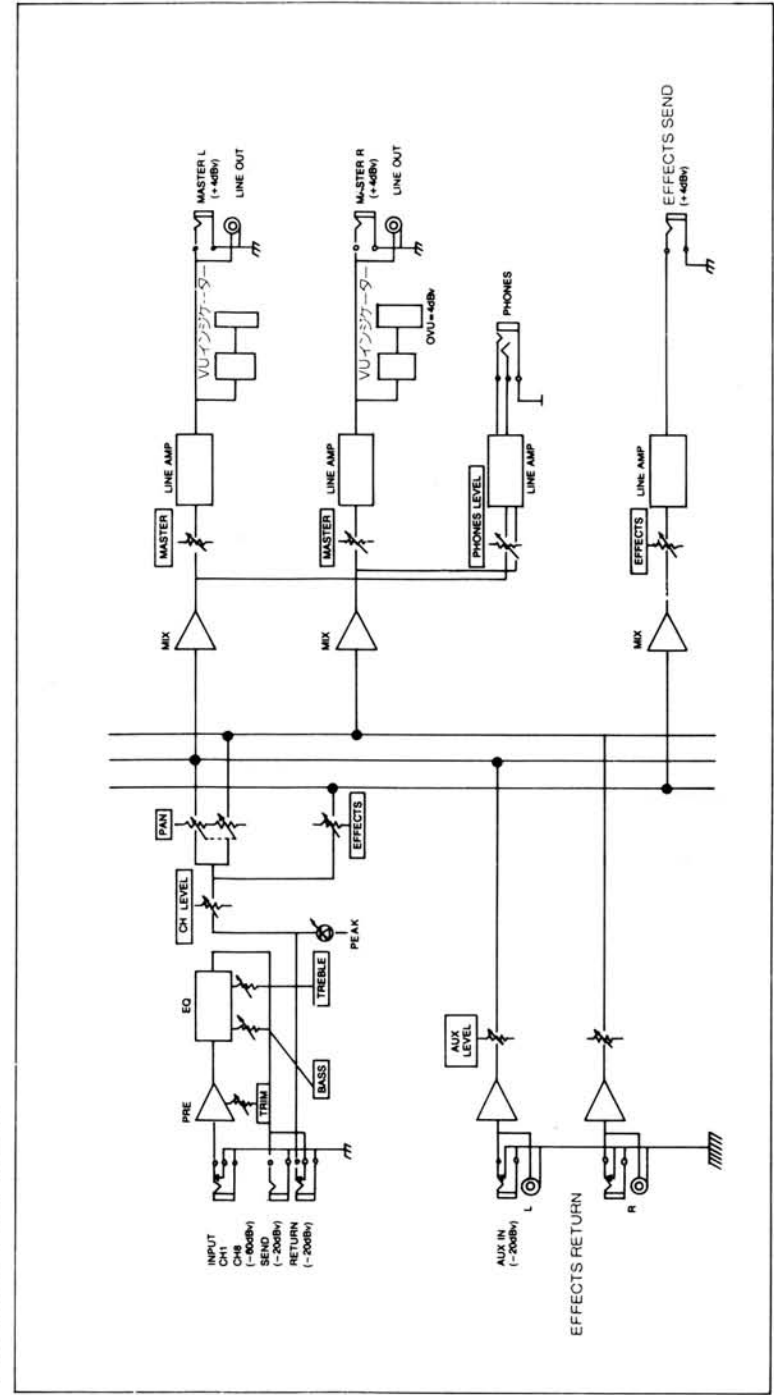 INPUT
CH1
CH8
(−60dBv)
SEND
(−20dBv)
RETURN
(−20dBv)
PRE
TRIM
EQ
BASS
TREBLE
PEAK
CH LEVEL
PAN
EFFECTS
MIX
MASTER
LINE AMP
VUインジケーター
MASTER L
(+4dBv)
LINE OUT
MIX
MASTER
LINE AMP
VUインジケーター
OVU=4dBv
MASTER R
(+4dBv)
LINE OUT
PHONES LEVEL
LINE AMP
PHONES
AUX IN
(−20dBv)
L
AUX
LEVEL
EFFECTS RETURN
R
MIX
EFFECTS
LINE AMP
EFFECTS SEND
(+4dBv)